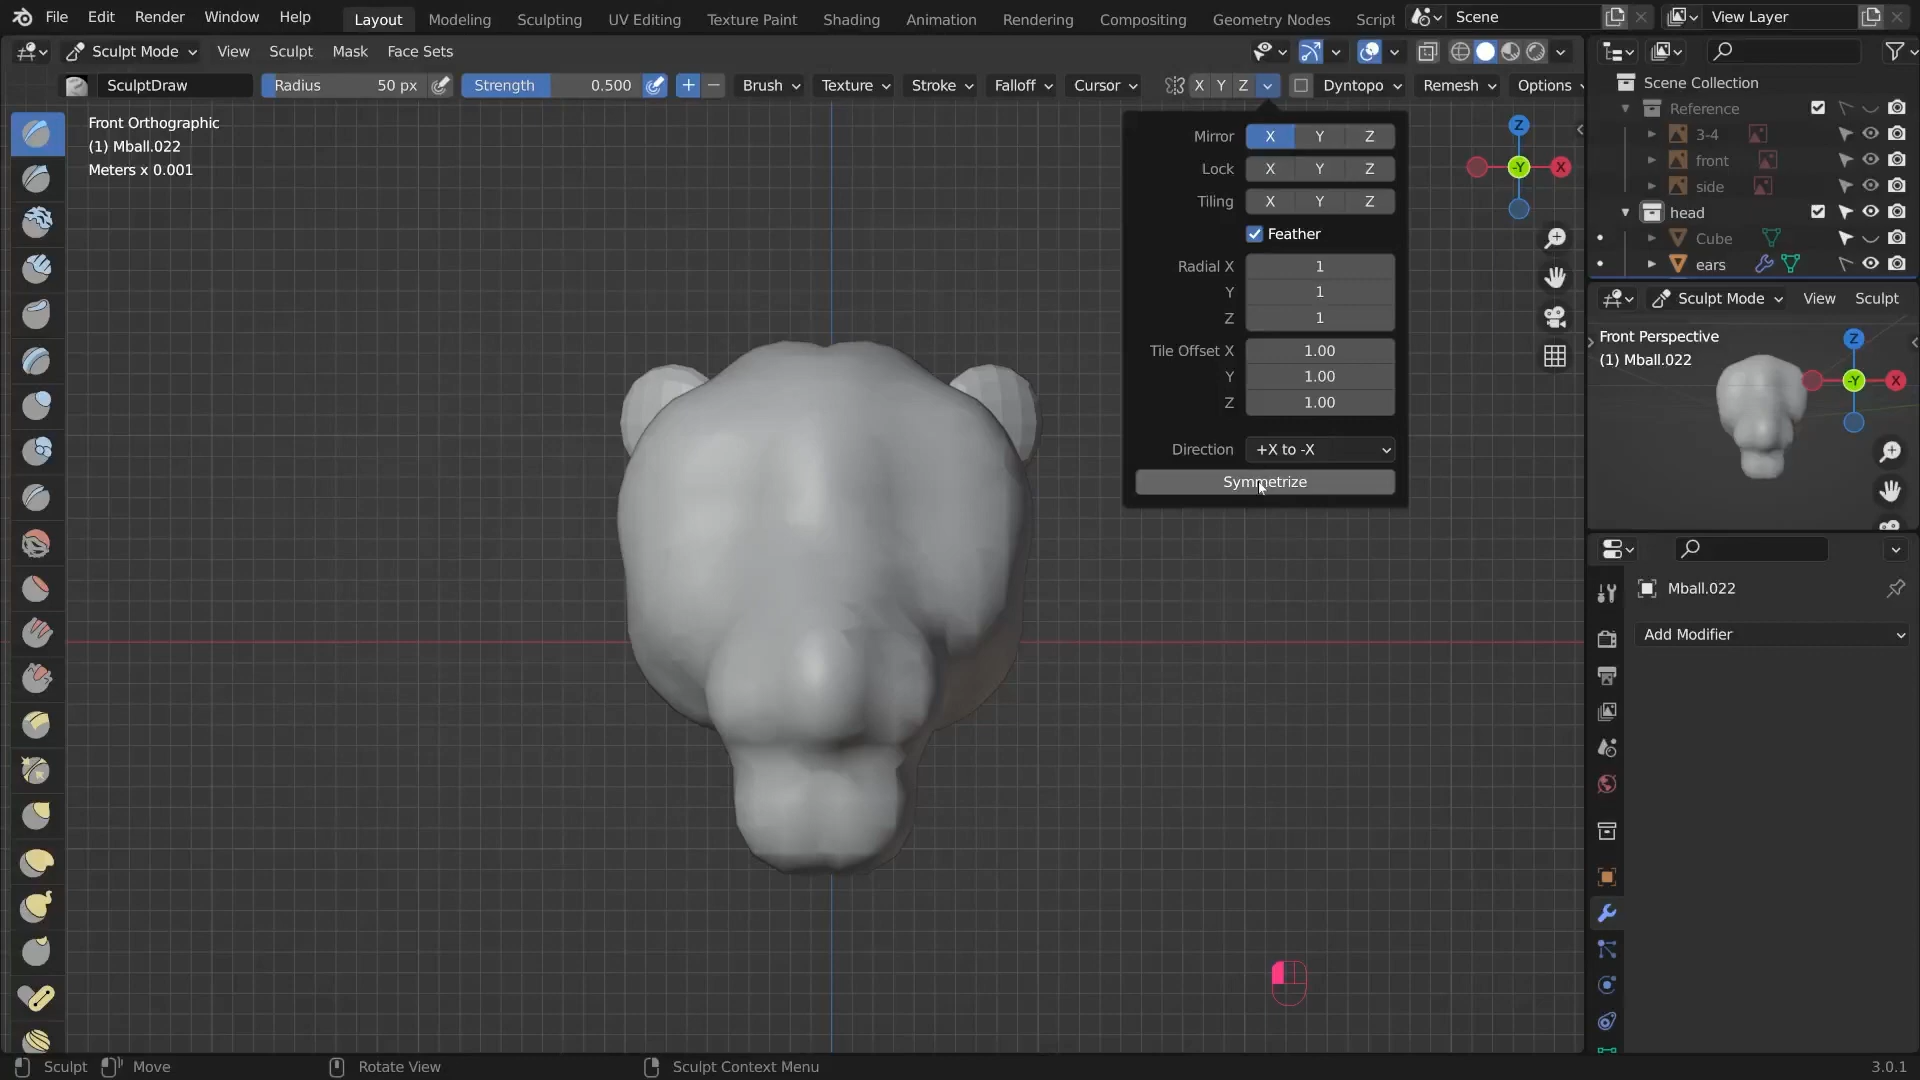 File Edit Render Window Help Layout Modeling Sculpting UV Editing Texture Paint Shading Animation Rendering Compositing Geometry Nodes Script Scene View Layer
Sculpt Mode View Sculpt Mask Face Sets
SculptDraw Radius 50 px Strength 0.500 + − Brush Texture Stroke Falloff Cursor X Y Z Dyntopo Remesh Options
Front Orthographic
(1) Mball.022
Meters x 0.001
Mirror X Y Z
Lock X Y Z
Tiling X Y Z
Feather
Radial X 1
Y 1
Z 1
Tile Offset X 1.00
Y 1.00
Z 1.00
Direction +X to -X
Symmetrize
Z
-Y X
Scene Collection
Reference
3-4
front
side
head
Cube
ears
Sculpt Mode View Sculpt
Front Perspective
(1) Mball.022
Z
-Y X
Mball.022
Add Modifier
Sculpt Move Rotate View Sculpt Context Menu 3.0.1